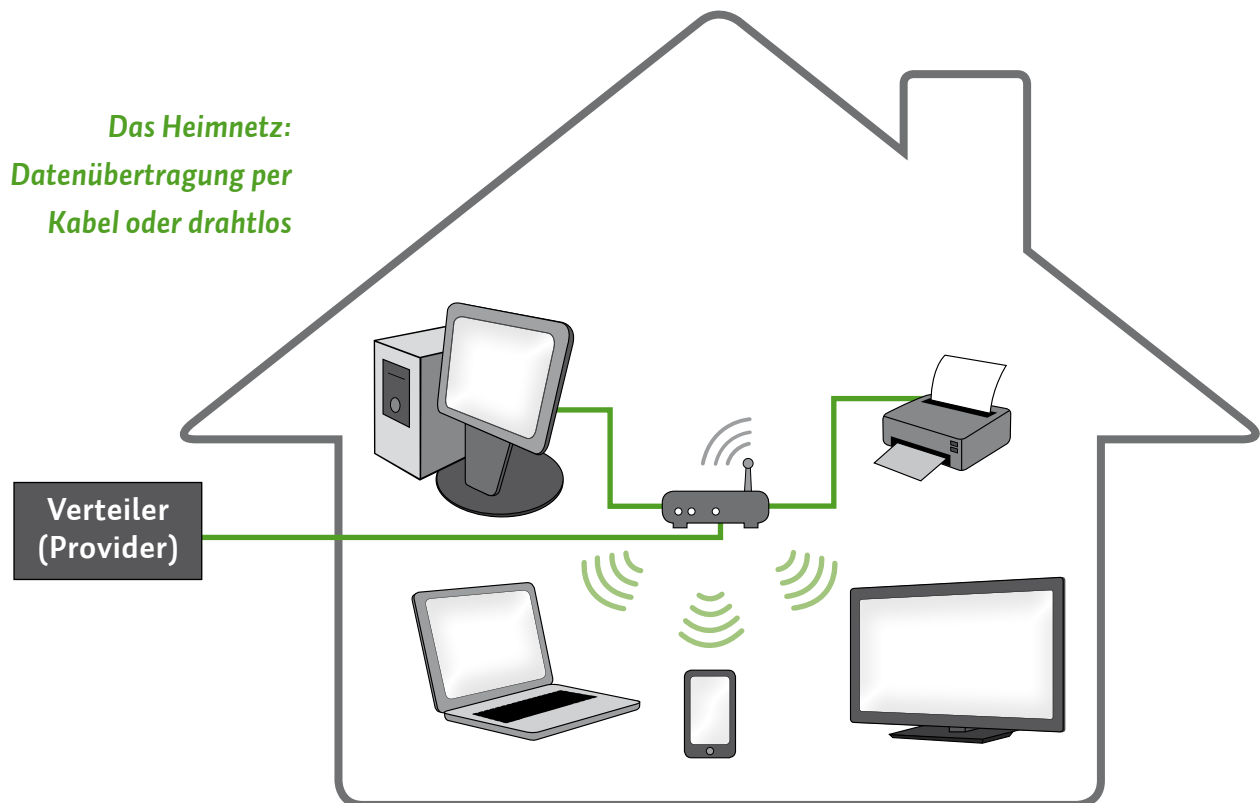 Das Heimnetz:
Datenübertragung per
Kabel oder drahtlos
Verteiler
(Provider)